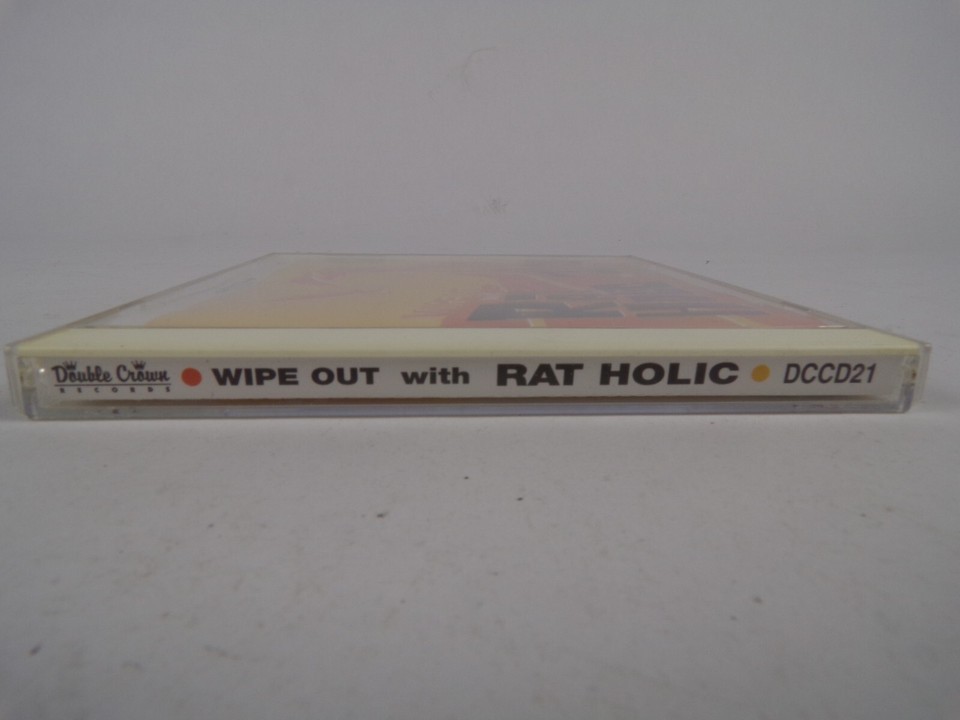 Double Crown RECORDS • WIPE OUT with RAT HOLIC • DCCD21